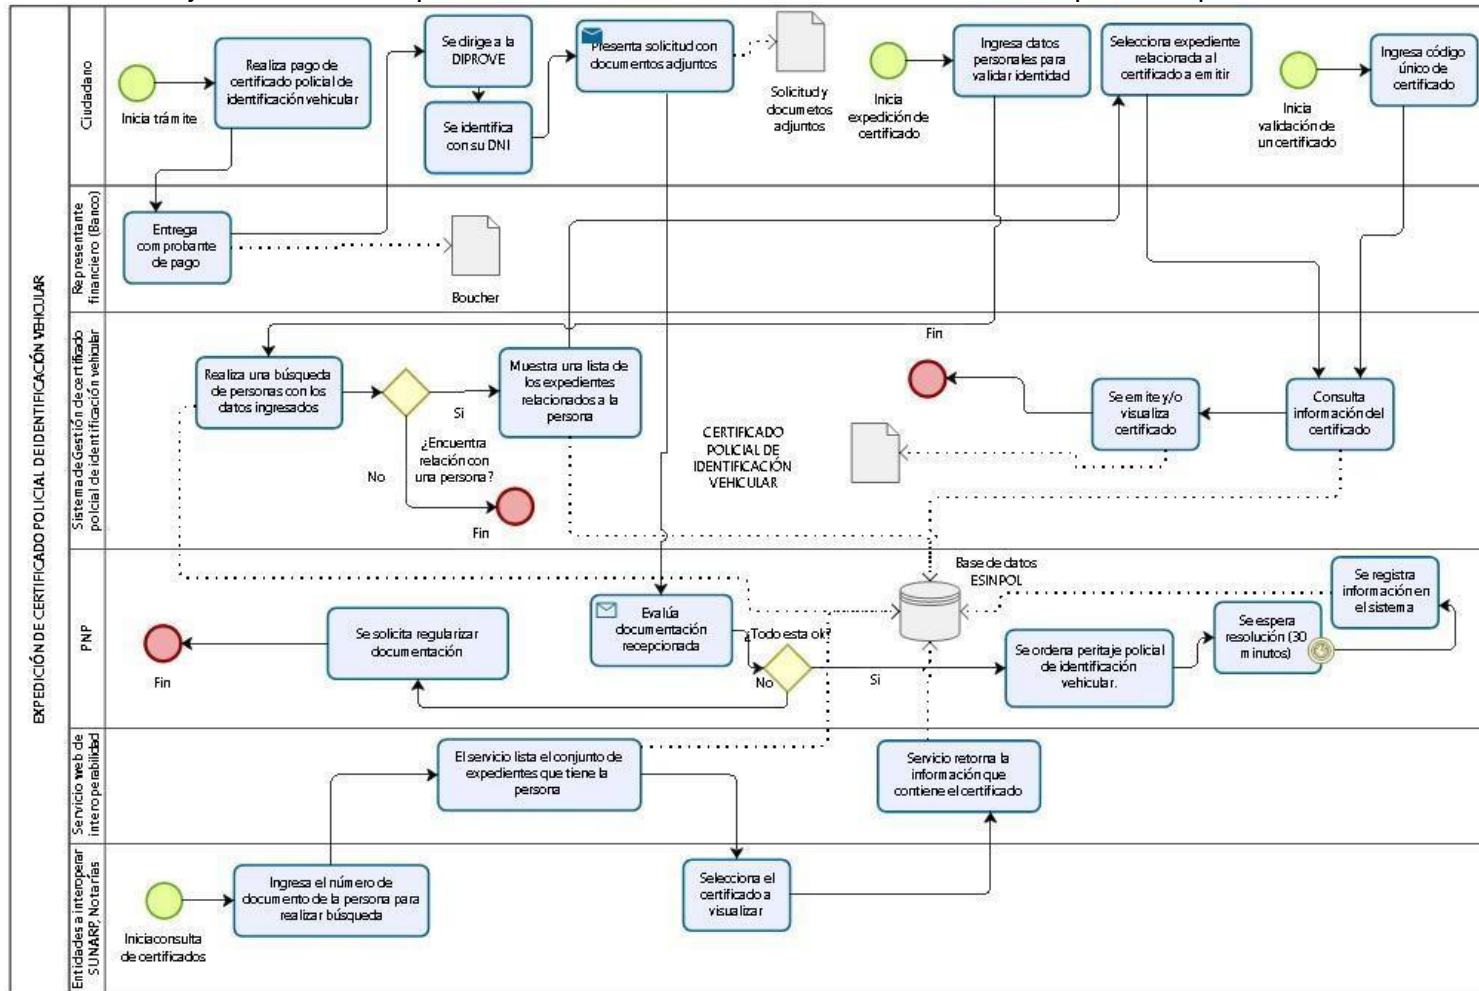 EXPEDICIÓN DE CERTIFICADO POLICIAL DE IDENTIFICACIÓN VEHICULAR
Ciudadano
Inicia trámite
Realiza pago de
certificado policial de
identificación vehicular
Se dirige a la
DIPROVE
Se identifica
con su DNI
Presenta solicitud con
documentos adjuntos
Solicitud y
documetos
adjuntos
Inicia
expedición de
certificado
Ingresa datos
personales para
validar identidad
Selecciona expediente
relacionada al
certificado a emitir
Inicia
validación de
un certificado
Ingresa código
único de
certificado
Representante
financiero (Banco)
Entrega
comprobante
de pago
Boucher
Sistema de Gestión de certificado
policial de identificación vehicular
Realiza una búsqueda
de personas con los
datos ingresados
Si
No
¿Encuentra
relación con
una persona?
Fin
Muestra una lista de
los expedientes
relacionados a la
persona
CERTIFICADO
POLICIAL DE
IDENTIFICACIÓN
VEHICULAR
Fin
Se emite y/o
visualiza
certificado
Consulta
información del
certificado
PNP
Fin
Se solicita regularizar
documentación
Evalúa
documentación
recepcionada
¿Todo esta ok?
No
Si
Base de datos
ESINPOL
Se ordena peritaje policial
de identificación
vehicular.
Se espera
resolución (30
minutos)
Se registra
información en
el sistema
Servicio web de
interoperabilidad
El servicio lista el conjunto de
expedientes que tiene la
persona
Servicio retorna la
información que
contiene el certificado
Entidades a interoperar
SUNARP, Notarías
Inicia consulta
de certificados
Ingresa el número de
documento de la persona para
realizar búsqueda
Selecciona el
certificado a
visualizar